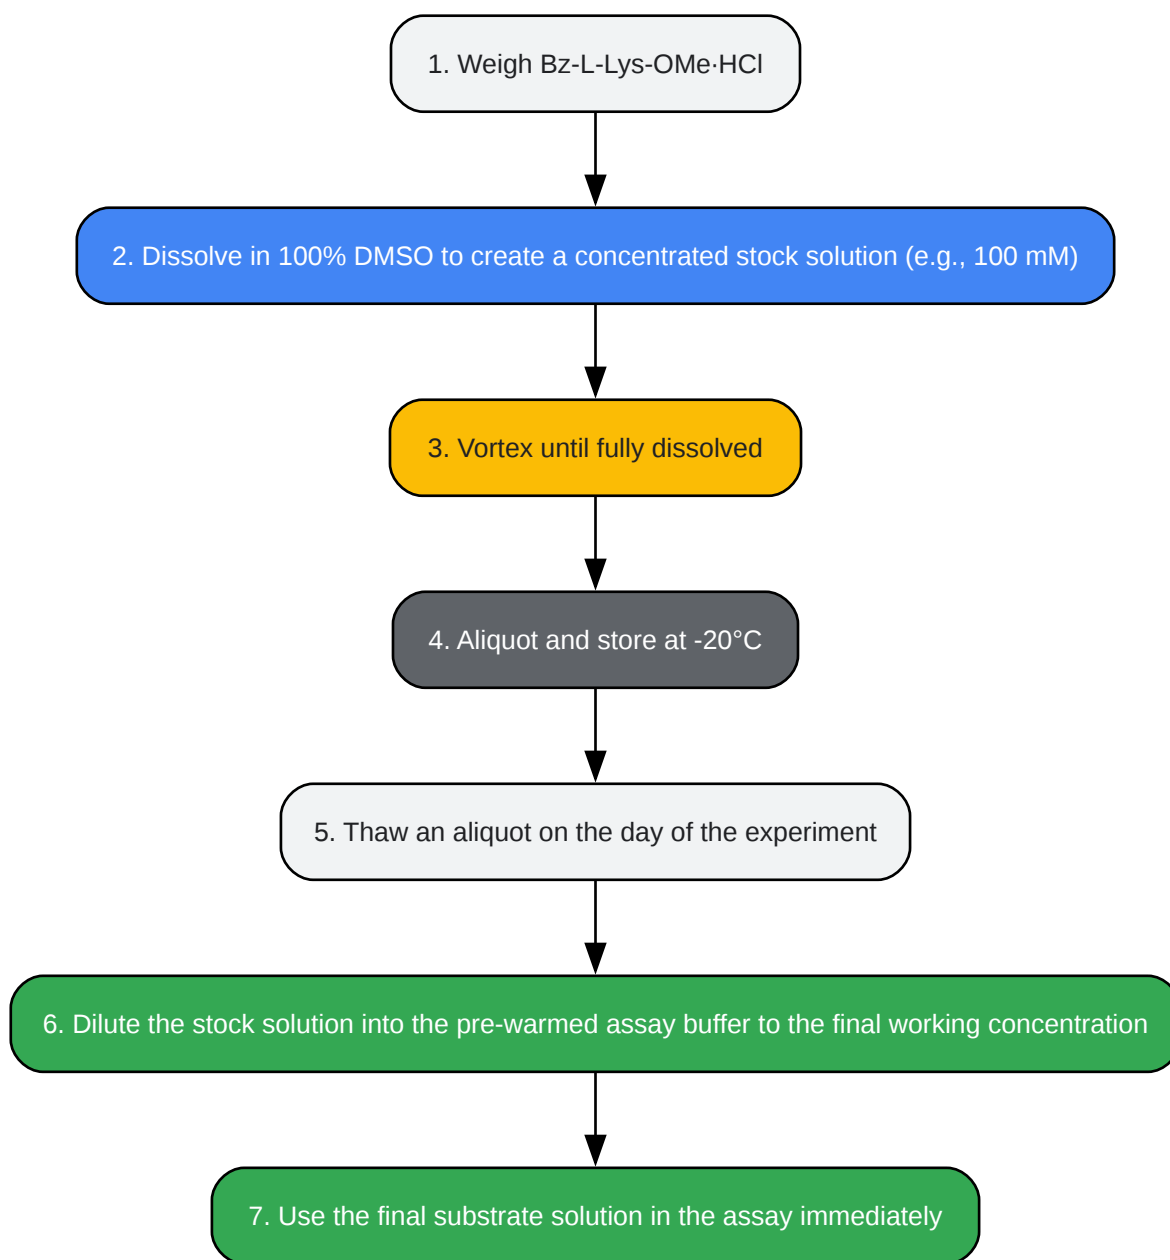 1. Weigh Bz-L-Lys-OMe·HCl
2. Dissolve in 100% DMSO to create a concentrated stock solution (e.g., 100 mM)
3. Vortex until fully dissolved
4. Aliquot and store at -20°C
5. Thaw an aliquot on the day of the experiment
6. Dilute the stock solution into the pre-warmed assay buffer to the final working concentration
7. Use the final substrate solution in the assay immediately